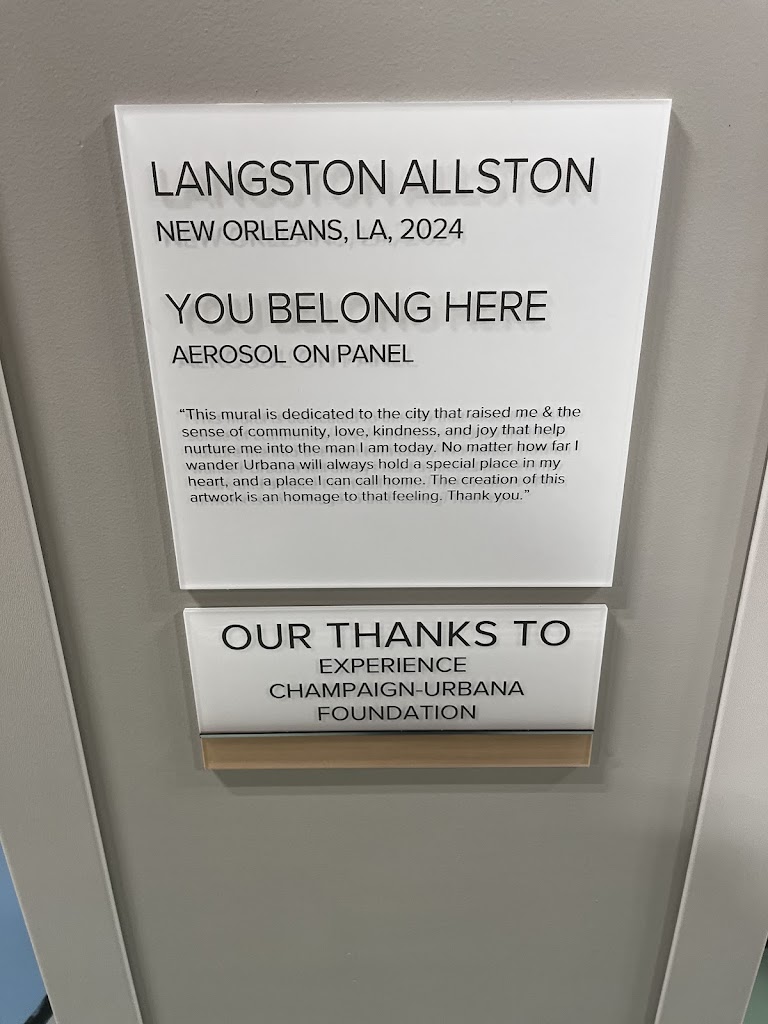 LANGSTON ALLSTON
NEW ORLEANS, LA, 2024
YOU BELONG HERE
AEROSOL ON PANEL
“This mural is dedicated to the city that raised me & the
sense of community, love, kindness, and joy that help
nurture me into the man I am today. No matter how far I
wander Urbana will always hold a special place in my
heart, and a place I can call home. The creation of this
artwork is an homage to that feeling. Thank you.”
OUR THANKS TO
EXPERIENCE
CHAMPAIGN-URBANA
FOUNDATION